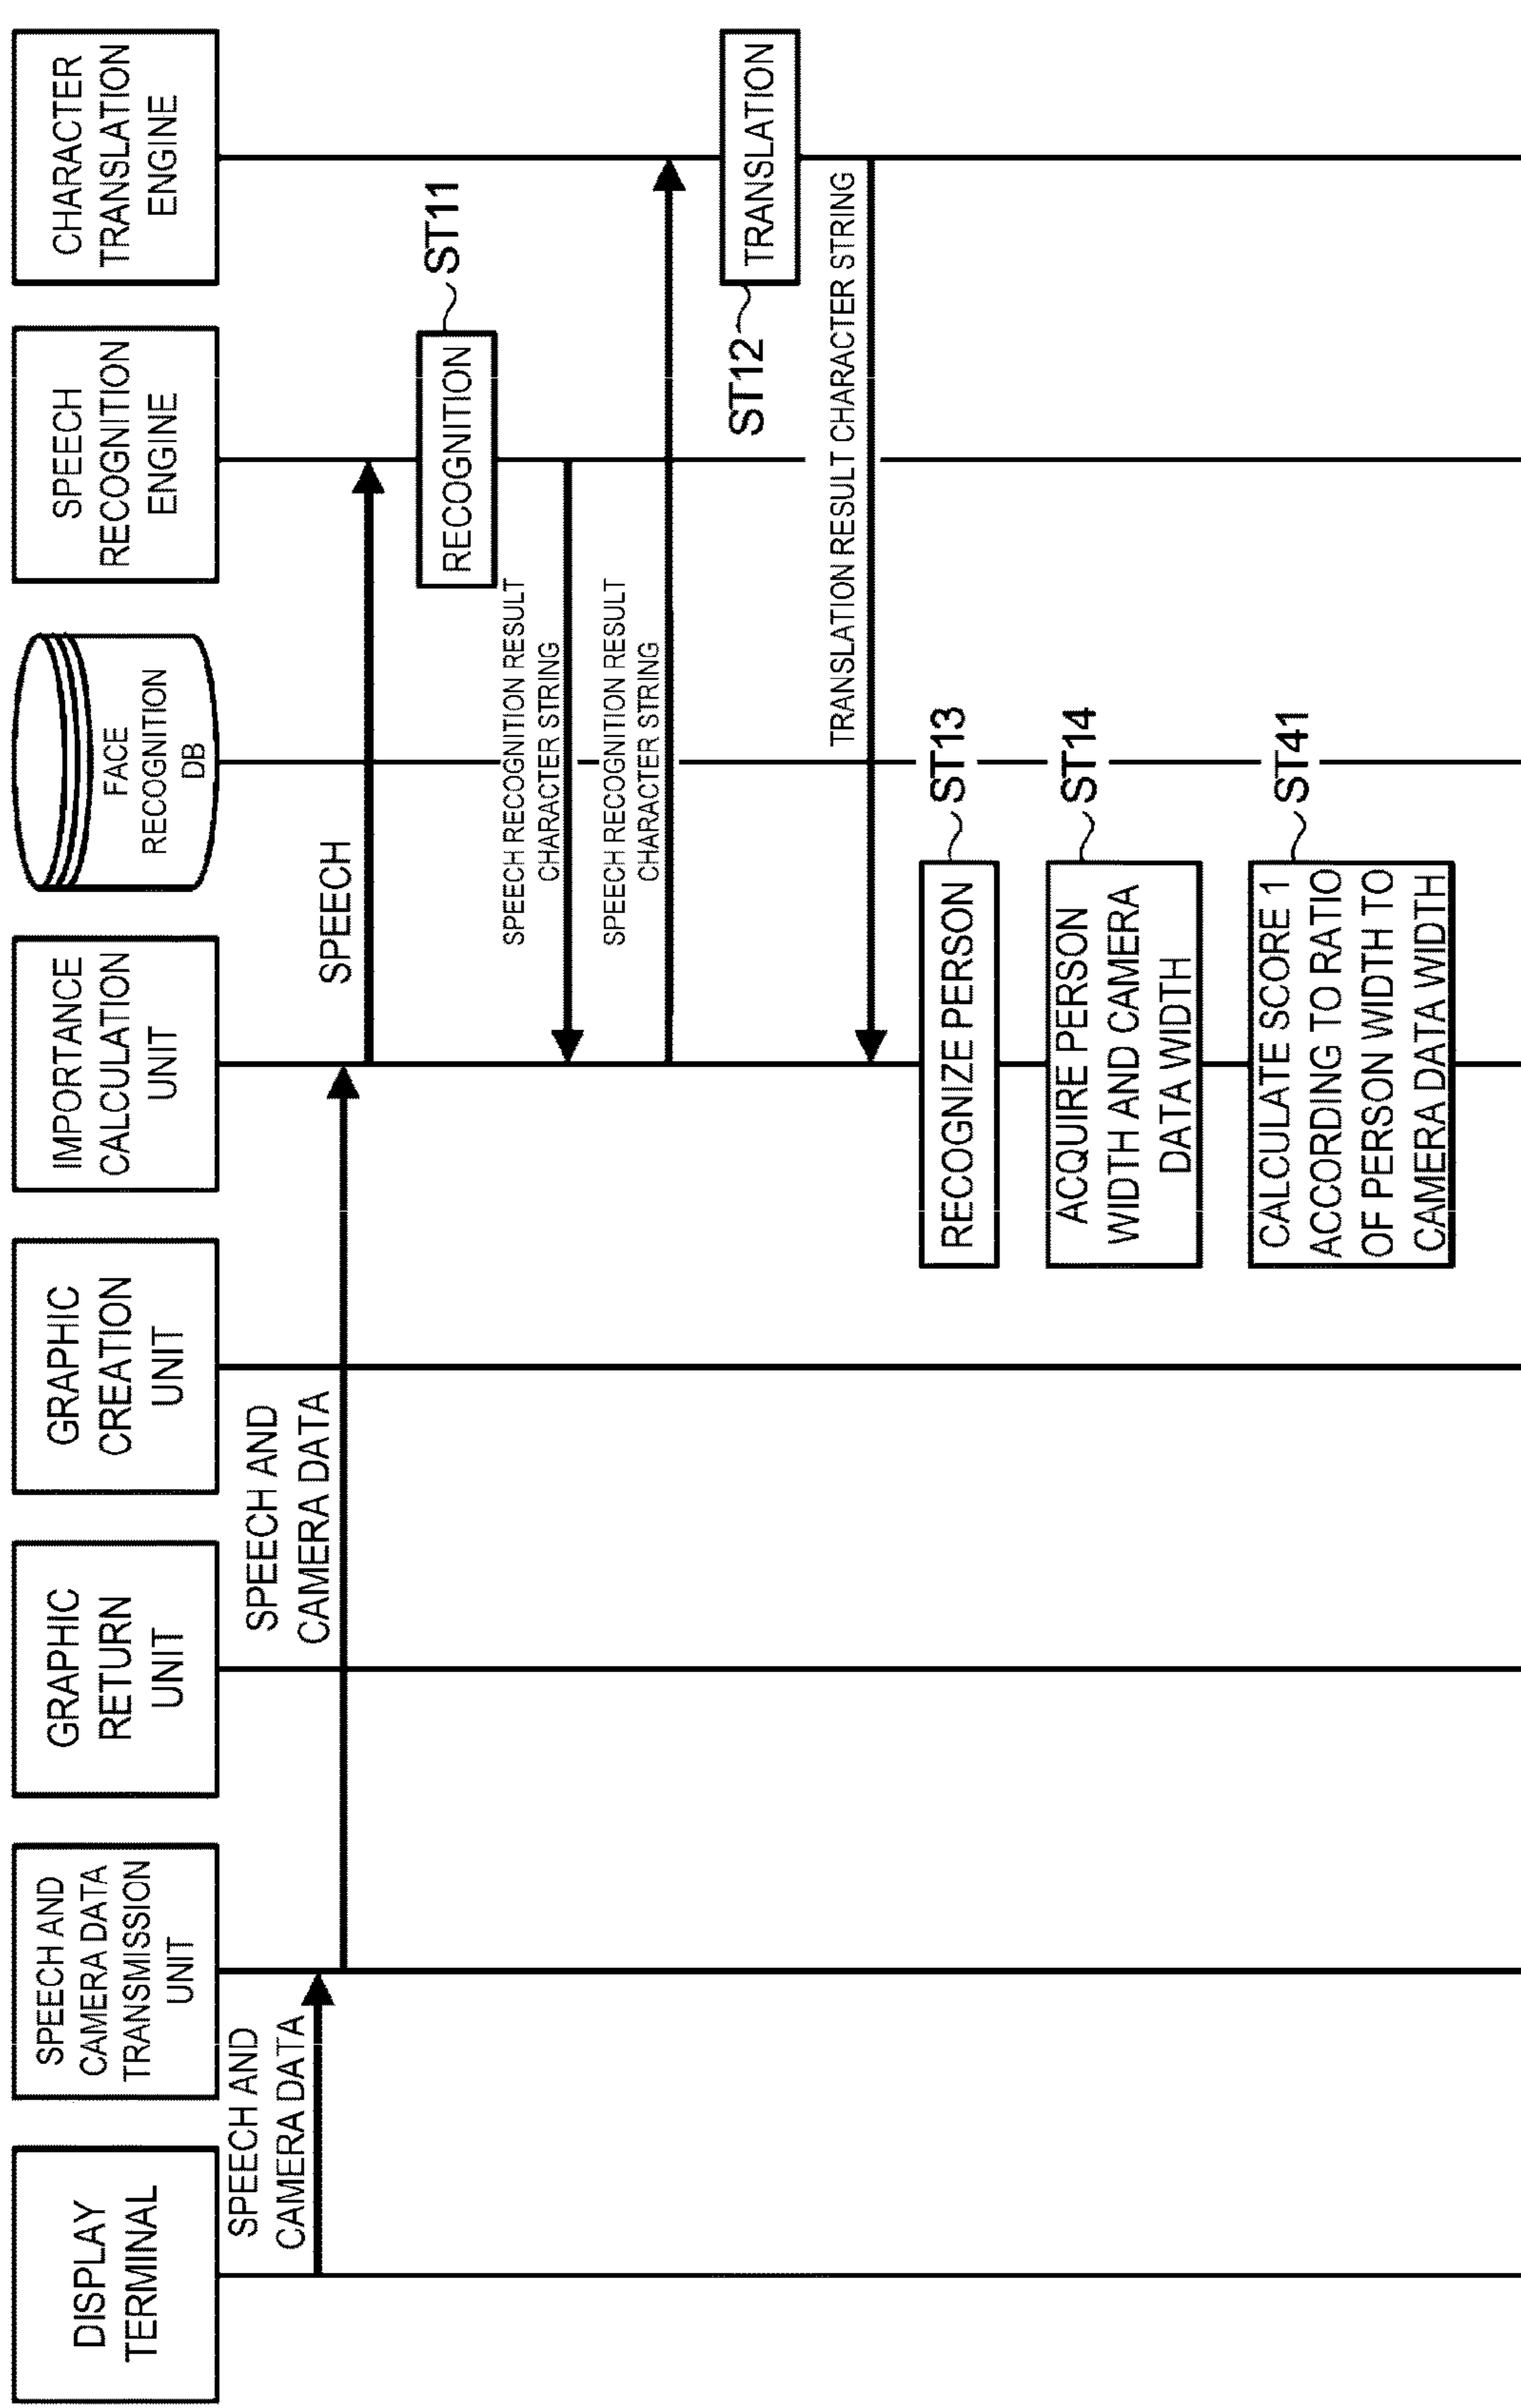 DISPLAY
TERMINAL
SPEECH AND
CAMERA DATA
TRANSMISSION
UNIT
GRAPHIC
RETURN
UNIT
GRAPHIC
CREATION
UNIT
IMPORTANCE
CALCULATION
UNIT
FACE
RECOGNITION
DB
SPEECH
RECOGNITION
ENGINE
CHARACTER
TRANSLATION
ENGINE
SPEECH AND
CAMERA DATA
SPEECH AND
CAMERA DATA
SPEECH
RECOGNITION
ST11
SPEECH RECOGNITION RESULT
CHARACTER STRING
SPEECH RECOGNITION RESULT
CHARACTER STRING
ST12
TRANSLATION
TRANSLATION RESULT CHARACTER STRING
RECOGNIZE PERSON
ST13
ACQUIRE PERSON
WIDTH AND CAMERA
DATA WIDTH
ST14
CALCULATE SCORE 1
ACCORDING TO RATIO
OF PERSON WIDTH TO
CAMERA DATA WIDTH
ST41